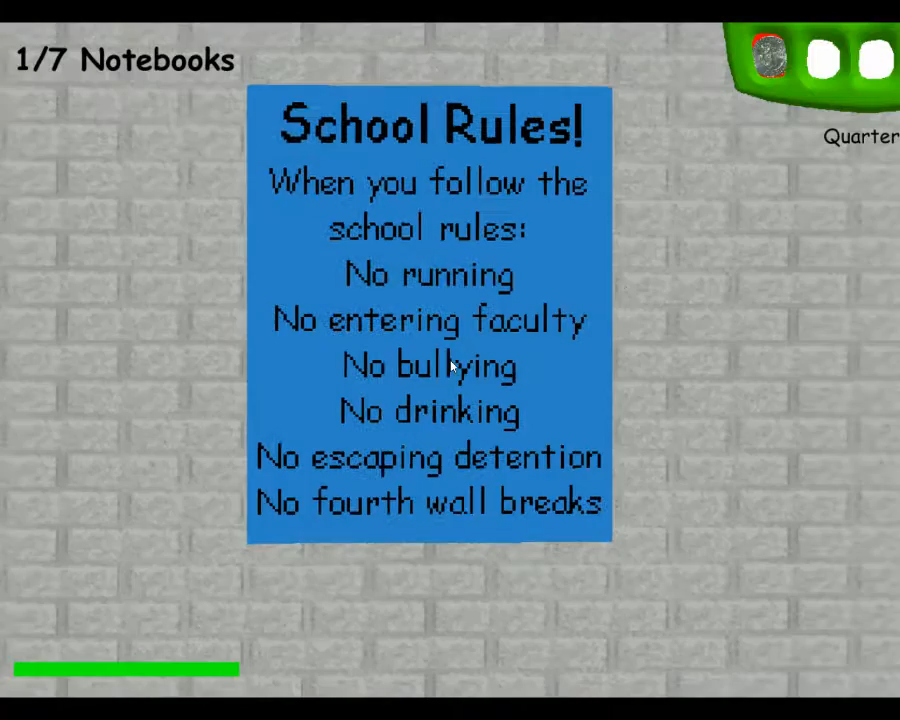 1/7 Notebooks
Quarter
School Rules!
When you follow the
school rules:
No running
No entering faculty
No bullying
No drinking
No escaping detention
No fourth wall breaks